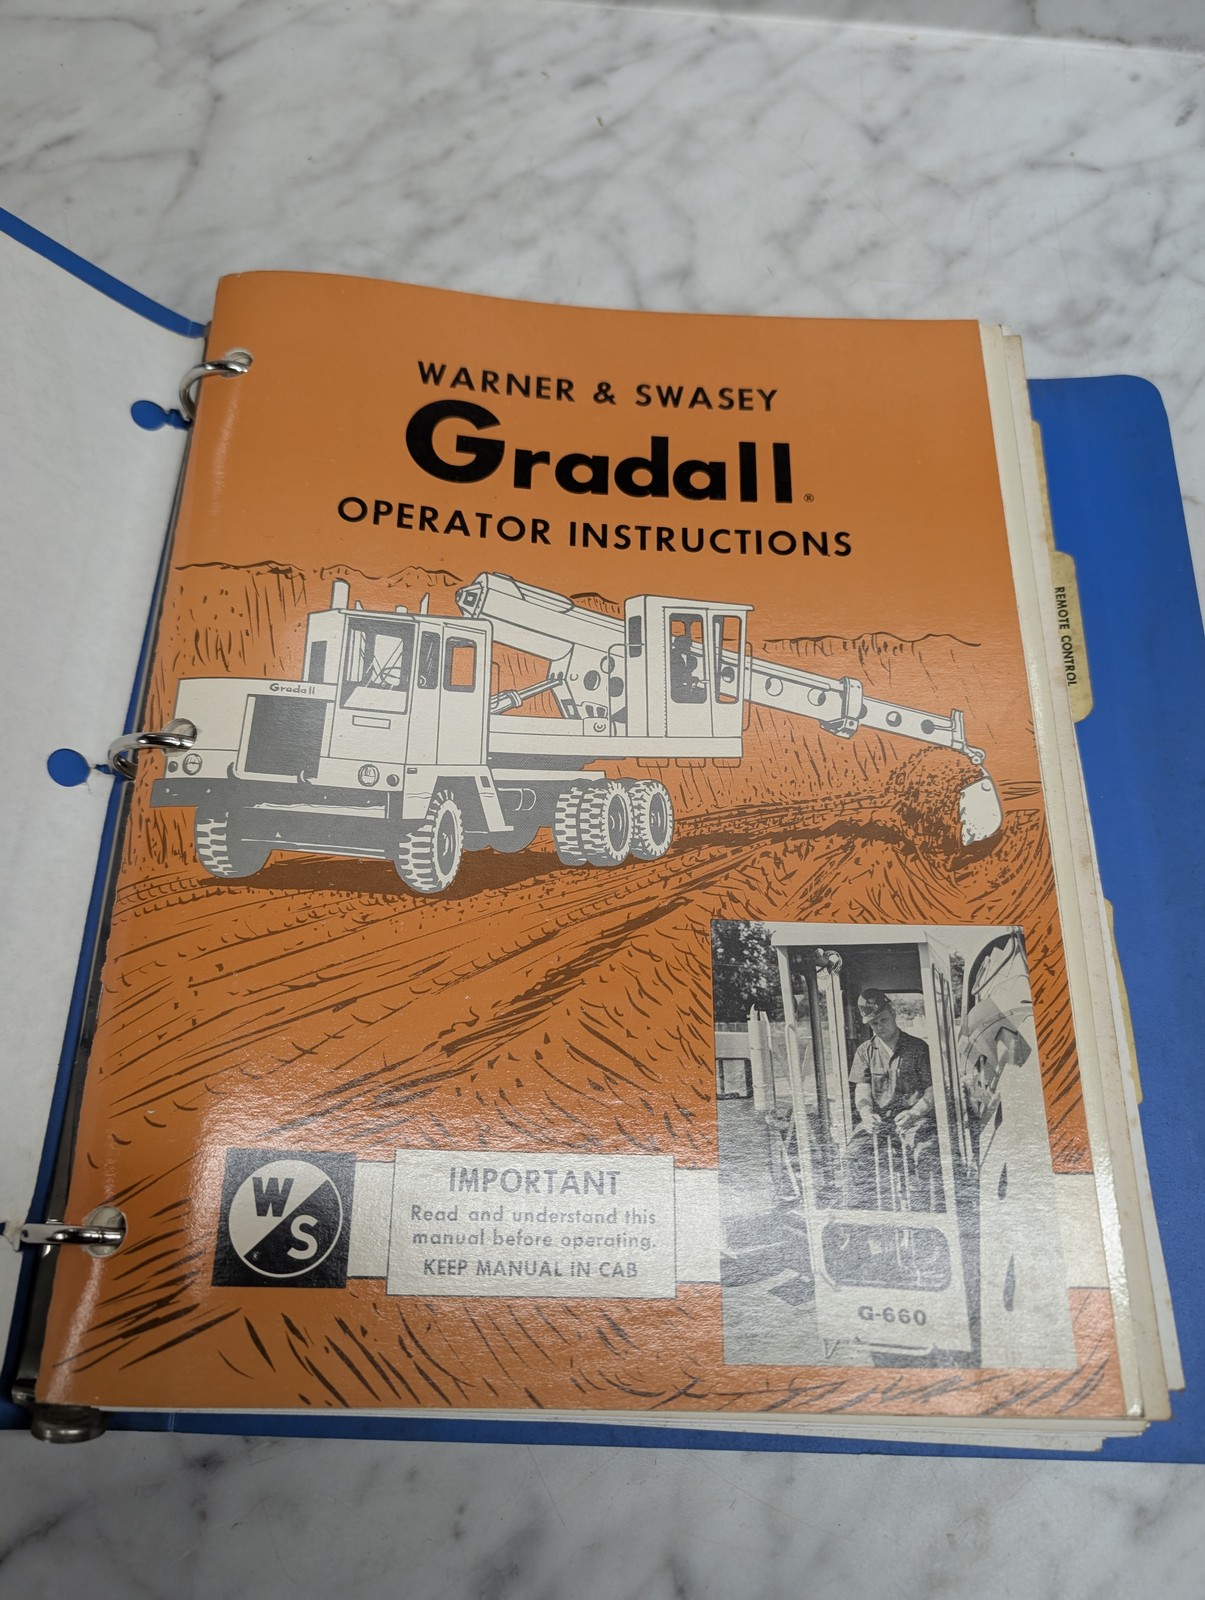 WARNER & SWASEY
Gradall®
OPERATOR INSTRUCTIONS
REMOTE CONTROL
Gradall
W/S
IMPORTANT
Read and understand this
manual before operating.
KEEP MANUAL IN CAB
G-660